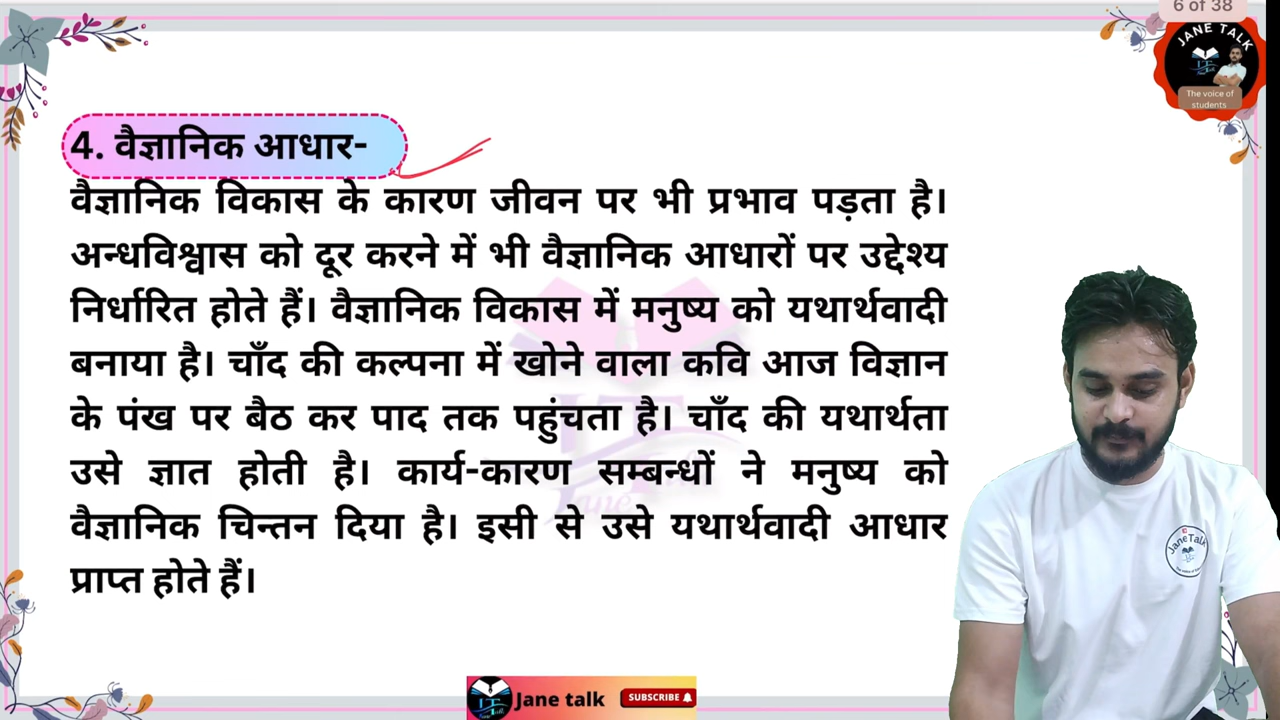 6 of 38
JANE TALK
The voice of
students
4. वैज्ञानिक आधार-
वैज्ञानिक विकास के कारण जीवन पर भी प्रभाव पड़ता है।
अन्धविश्वास को दूर करने में भी वैज्ञानिक आधारों पर उद्देश्य
निर्धारित होते हैं। वैज्ञानिक विकास में मनुष्य को यथार्थवादी
बनाया है। चाँद की कल्पना में खोने वाला कवि आज विज्ञान
के पंख पर बैठ कर पाद तक पहुंचता है। चाँद की यथार्थता
उसे ज्ञात होती है। कार्य-कारण सम्बन्धों ने मनुष्य को
वैज्ञानिक चिन्तन दिया है। इसी से उसे यथार्थवादी आधार
प्राप्त होते हैं।
JaneTalk
Jane talk
SUBSCRIBE